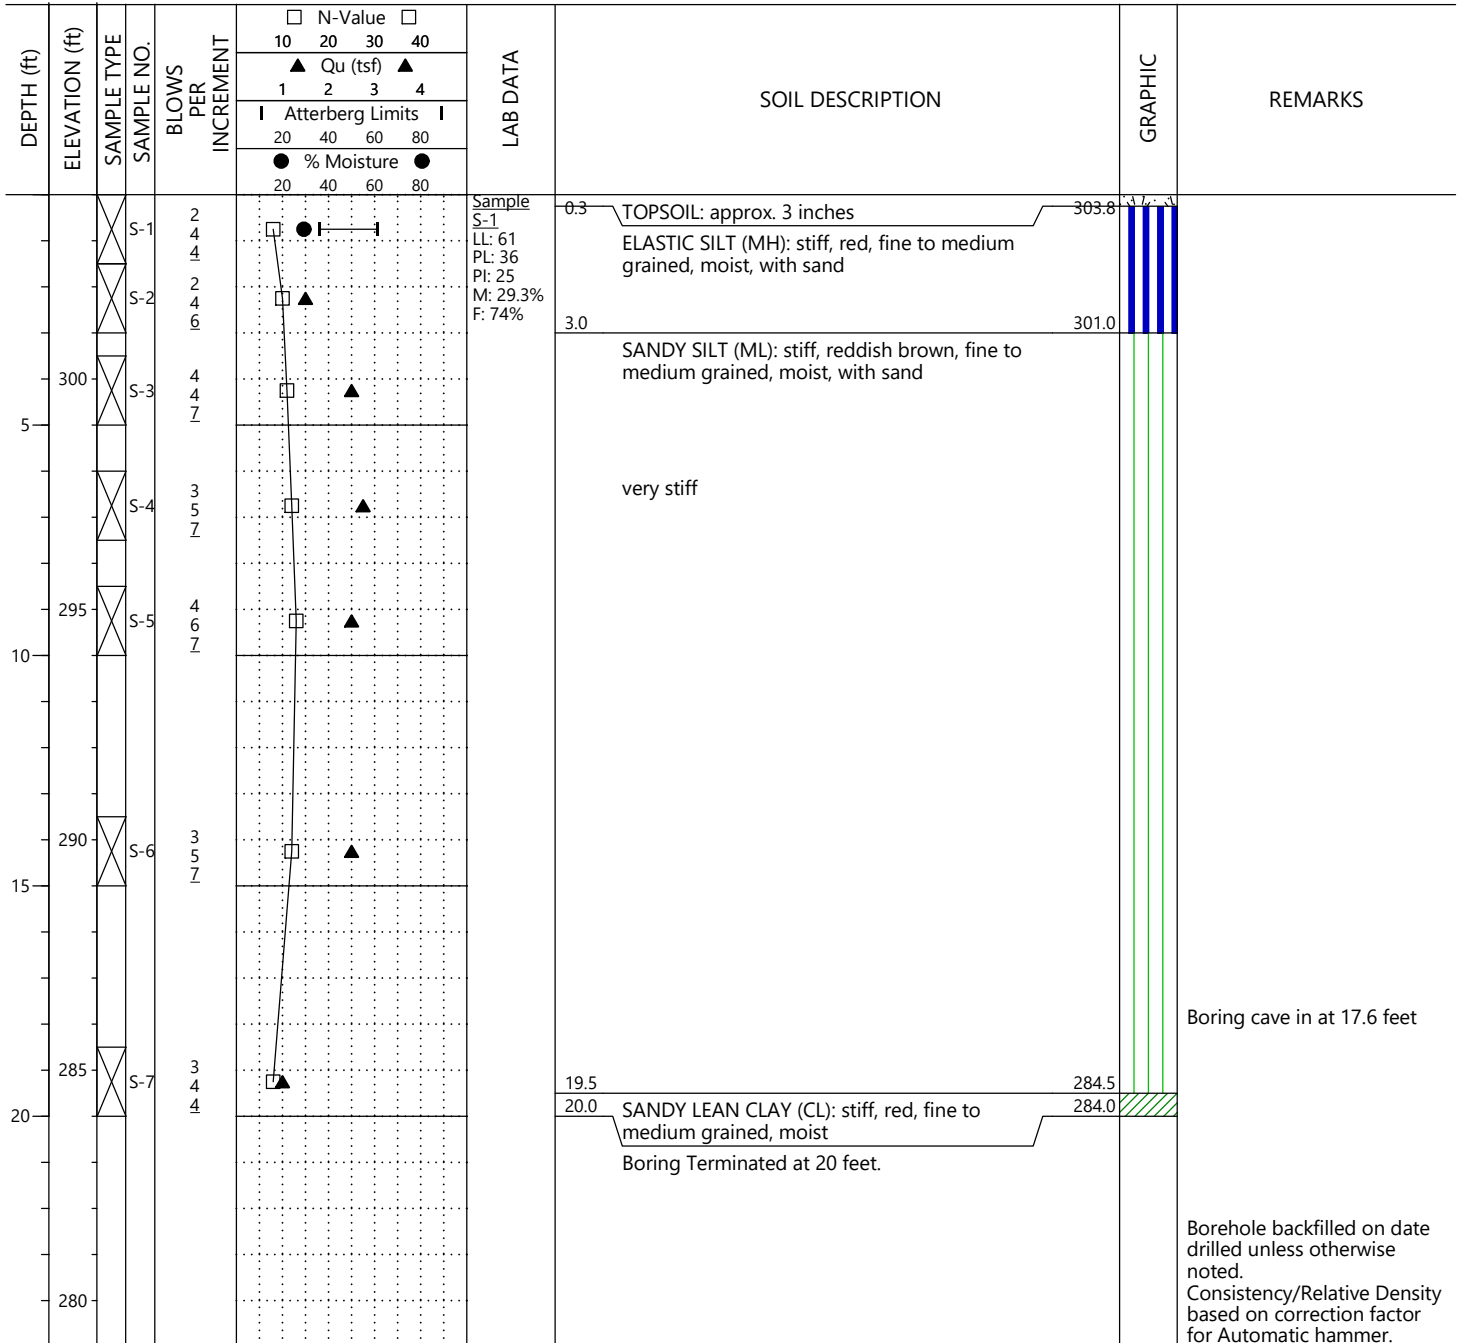 DEPTH (ft)
ELEVATION (ft)
SAMPLE TYPE
SAMPLE NO.
BLOWS
PER
INCREMENT
N-Value
10 20 30 40
Qu (tsf)
1 2 3 4
Atterberg Limits
20 40 60 80
% Moisture
20 40 60 80
LAB DATA
SOIL DESCRIPTION
GRAPHIC
REMARKS
S-1
2
4
4
Sample
S-1
LL: 61
PL: 36
PI: 25
M: 29.3%
F: 74%
0.3 TOPSOIL: approx. 3 inches 303.8
ELASTIC SILT (MH): stiff, red, fine to medium
grained, moist, with sand
S-2
2
4
6
3.0 301.0
SANDY SILT (ML): stiff, reddish brown, fine to
medium grained, moist, with sand
300
S-3
4
4
7
5
S-4
3
5
7
very stiff
295
S-5
4
6
7
10
290
S-6
3
5
7
15
Boring cave in at 17.6 feet
285
S-7
3
4
4
19.5 284.5
20
20.0 SANDY LEAN CLAY (CL): stiff, red, fine to 284.0
medium grained, moist
Boring Terminated at 20 feet.
280
Borehole backfilled on date
drilled unless otherwise
noted.
Consistency/Relative Density
based on correction factor
for Automatic hammer.